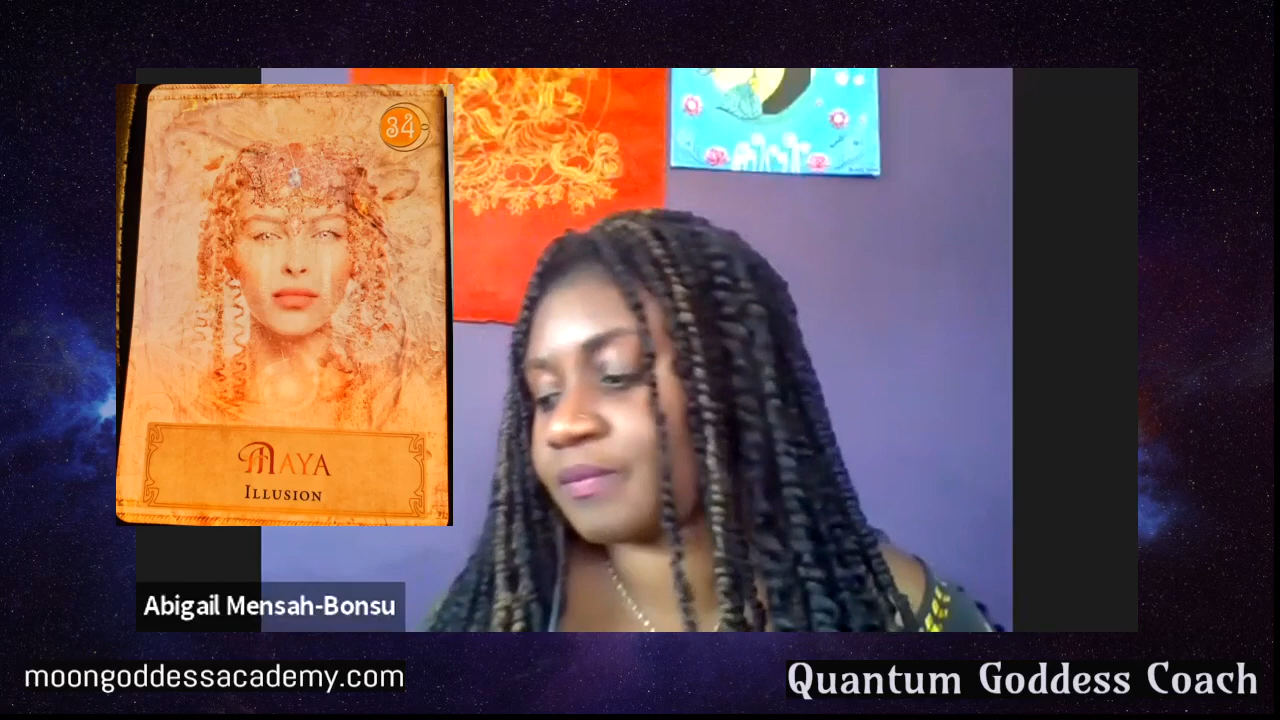 34
MAYA
ILLUSION
Abigail Mensah-Bonsu
moongoddessacademy.com
Quantum Goddess Coach